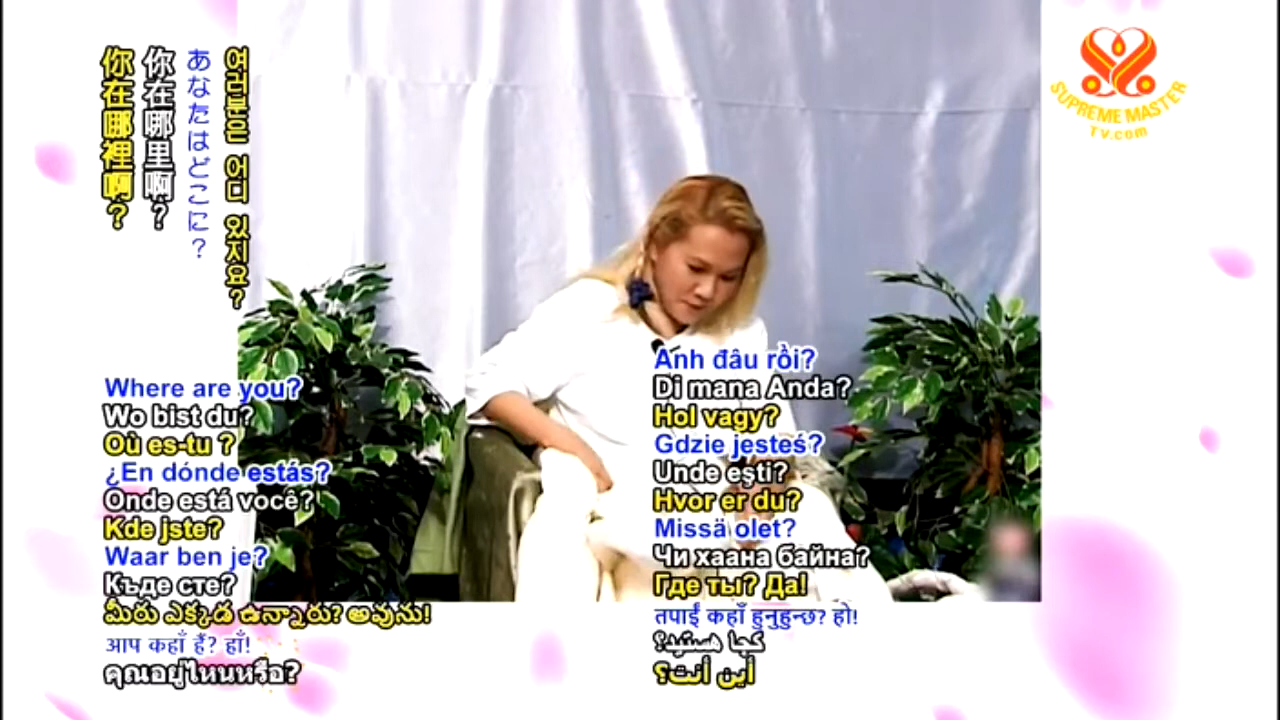 你在哪裡啊？
你在哪里啊？
あなたはどこに？
여러분은 어디 있지요？
SUPREME MASTER
TV.com
Where are you?
Wo bist du?
Où es-tu ?
¿En dónde estás?
Onde está você?
Kde jste?
Waar ben je?
Къде сте?
మీరు ఎక్కడ ఉన్నారు? అవును!
आप कहाँ हैं? हाँ!
คุณอยู่ไหนหรือ?
Anh đâu rồi?
Di mana Anda?
Hol vagy?
Gdzie jesteś?
Unde eşti?
Hvor er du?
Missä olet?
Чи хаана байна?
Где ты? Да!
तपाईं कहाँ हुनुहुन्छ? हो!
کجا هستید؟
أين أنت؟